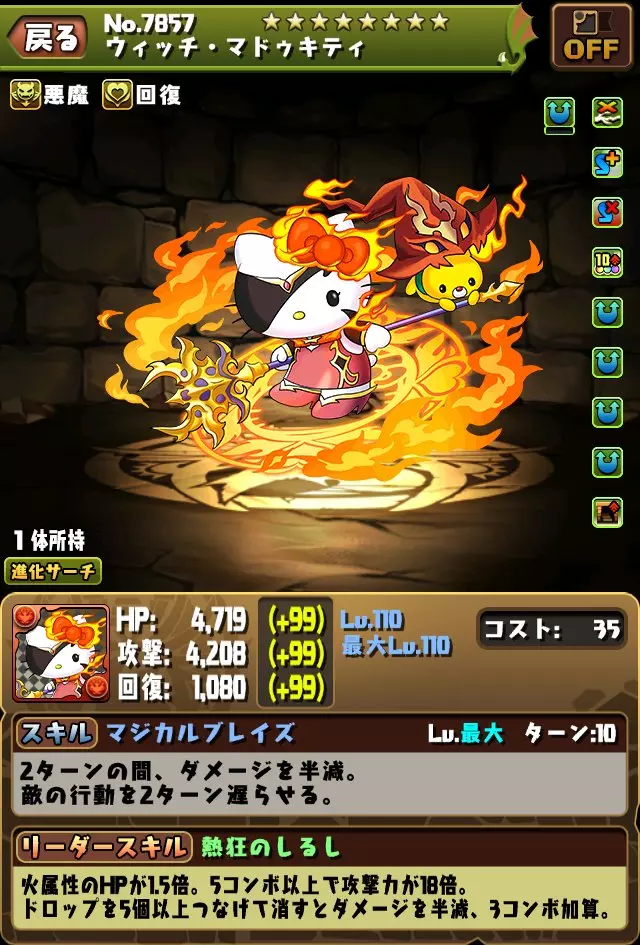 戻る
No.7857
ウィッチ・マドゥキティ
OFF
悪魔 回復
10
1体所持
進化サーチ
HP: 4,719 (+99)
攻撃: 4,208 (+99)
回復: 1,080 (+99)
Lv.110
最大Lv.110
コスト: 35
スキル マジカルブレイズ Lv.最大 ターン:10
2ターンの間、ダメージを半減。
敵の行動を2ターン遅らせる。
リーダースキル 熱狂のしるし
火属性のHPが1.5倍。5コンボ以上で攻撃力が18倍。
ドロップを5個以上つなげて消すとダメージを半減、3コンボ加算。